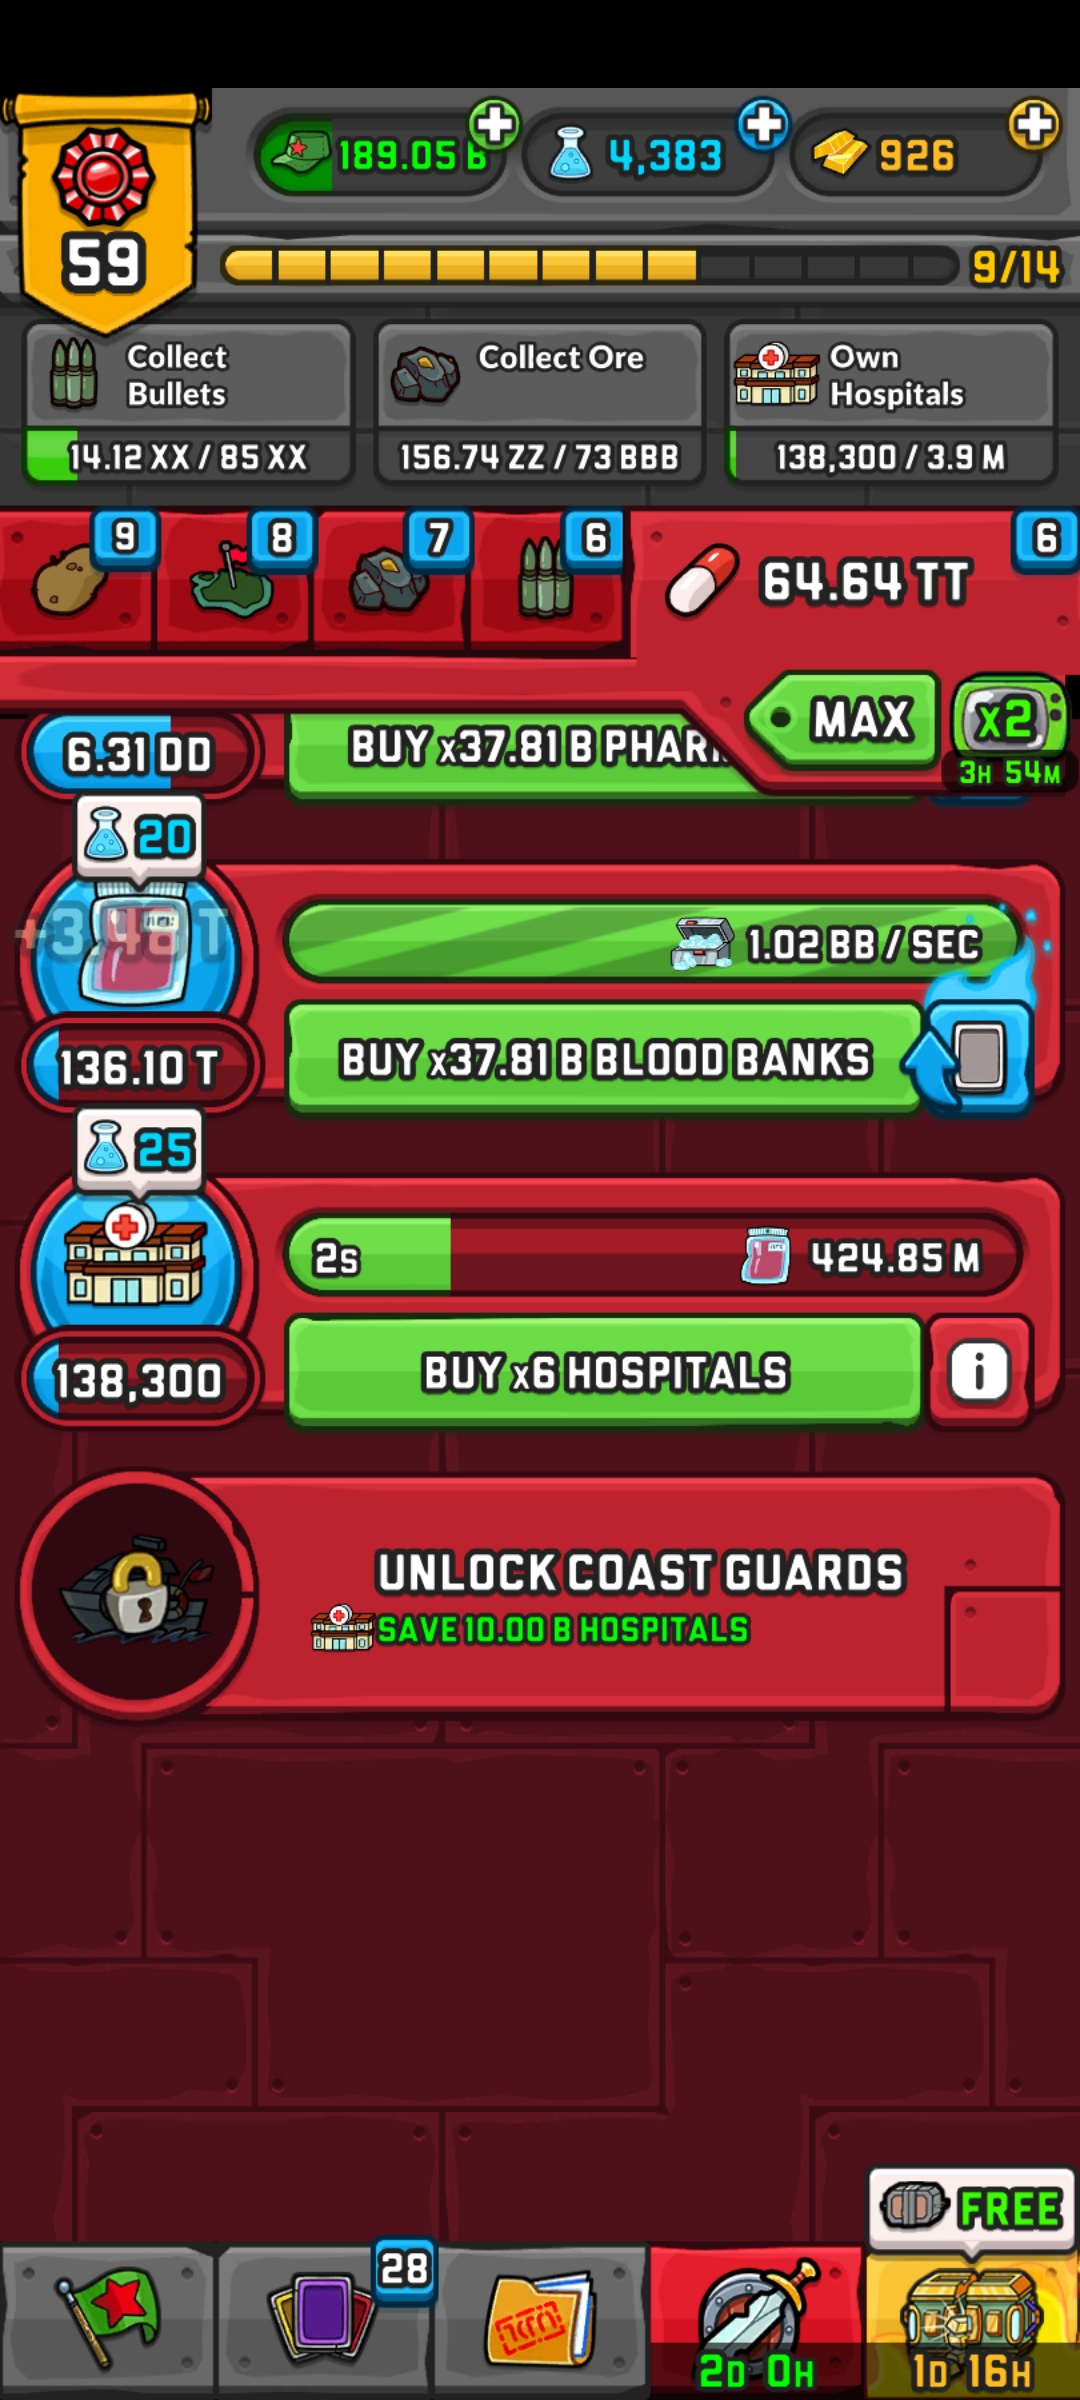 189.05 B
4,383
926
59
9/14
Collect
Bullets
14.12 XX / 85 XX
Collect Ore
156.74 ZZ / 73 BBB
Own
Hospitals
138,300 / 3.9 M
9
8
7
6
64.64 TT
6
MAX
x2
3H 54M
6.31 DD
BUY x37.81 B PHAR
20
+3.48 T
1.02 BB / SEC
136.10 T
BUY x37.81 B BLOOD BANKS
25
2s
424.85 M
138,300
BUY x6 HOSPITALS
i
UNLOCK COAST GUARDS
SAVE 10.00 B HOSPITALS
FREE
28
2D 0H
1D 16H